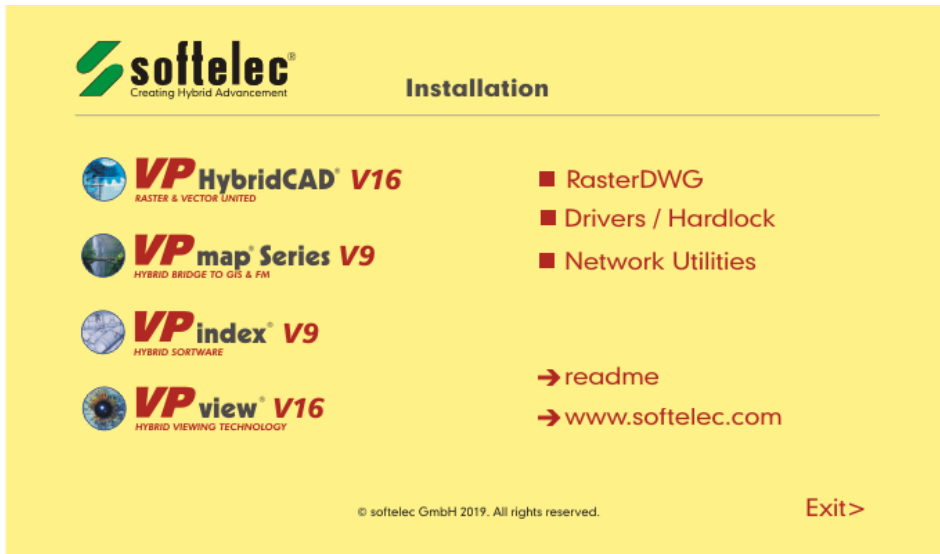 softelec®
Creating Hybrid Advancement
Installation
VP HybridCAD® V16
RASTER & VECTOR UNITED
VP map® Series V9
HYBRID BRIDGE TO GIS & FM
VP index® V9
HYBRID SORTWARE
VP view® V16
HYBRID VIEWING TECHNOLOGY
RasterDWG
Drivers / Hardlock
Network Utilities
➔ readme
➔ www.softelec.com
© softelec GmbH 2019. All rights reserved.
Exit>